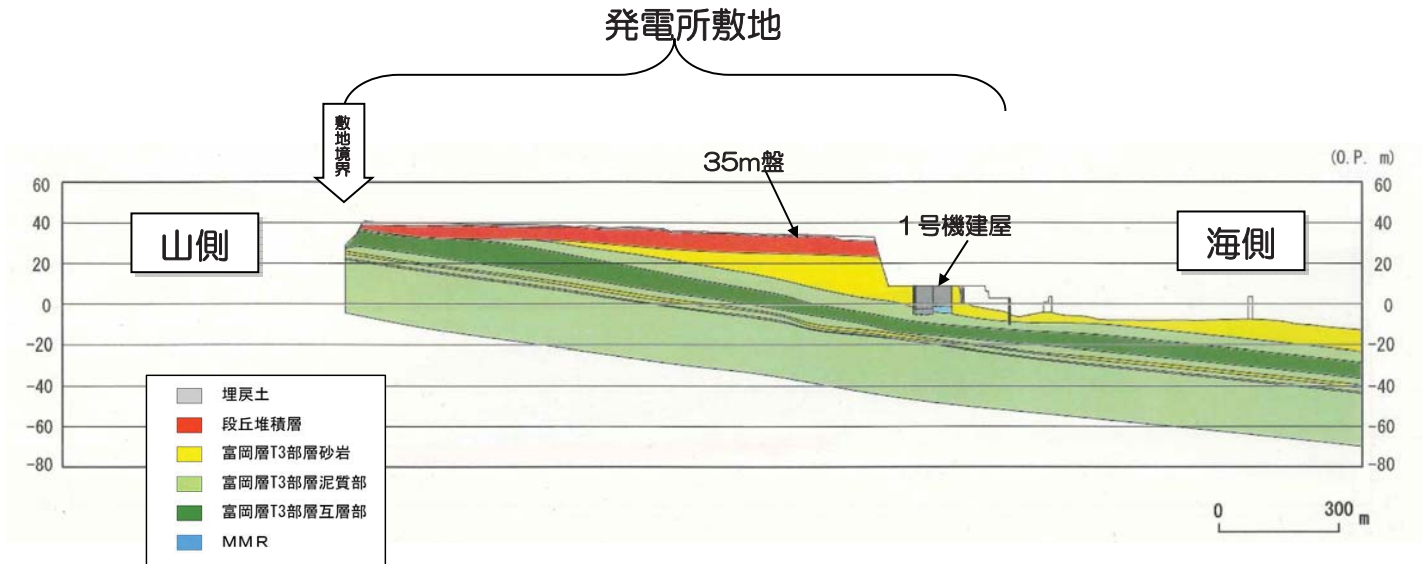 発電所敷地
敷地境界
35m盤
(O.P. m)
1号機建屋
山側
海側
60
40
20
0
-20
-40
-60
-80
60
40
20
0
-20
-40
-60
-80
埋戻土
段丘堆積層
富岡層T3部層砂岩
富岡層T3部層泥質部
富岡層T3部層互層部
MMR
0 300 m